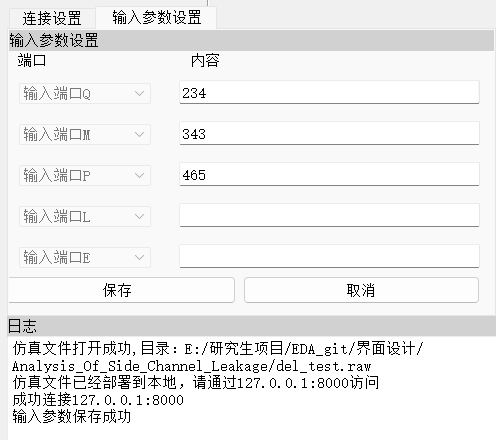 连接设置 输入参数设置
输入参数设置
端口 内容
输入端口Q 234
输入端口M 343
输入端口P 465
输入端口L
输入端口E
保存 取消
日志
仿真文件打开成功,目录：E:/研究生项目/EDA_git/界面设计/
Analysis_Of_Side_Channel_Leakage/del_test.raw
仿真文件已经部署到本地，请通过127.0.0.1:8000访问
成功连接127.0.0.1:8000
输入参数保存成功